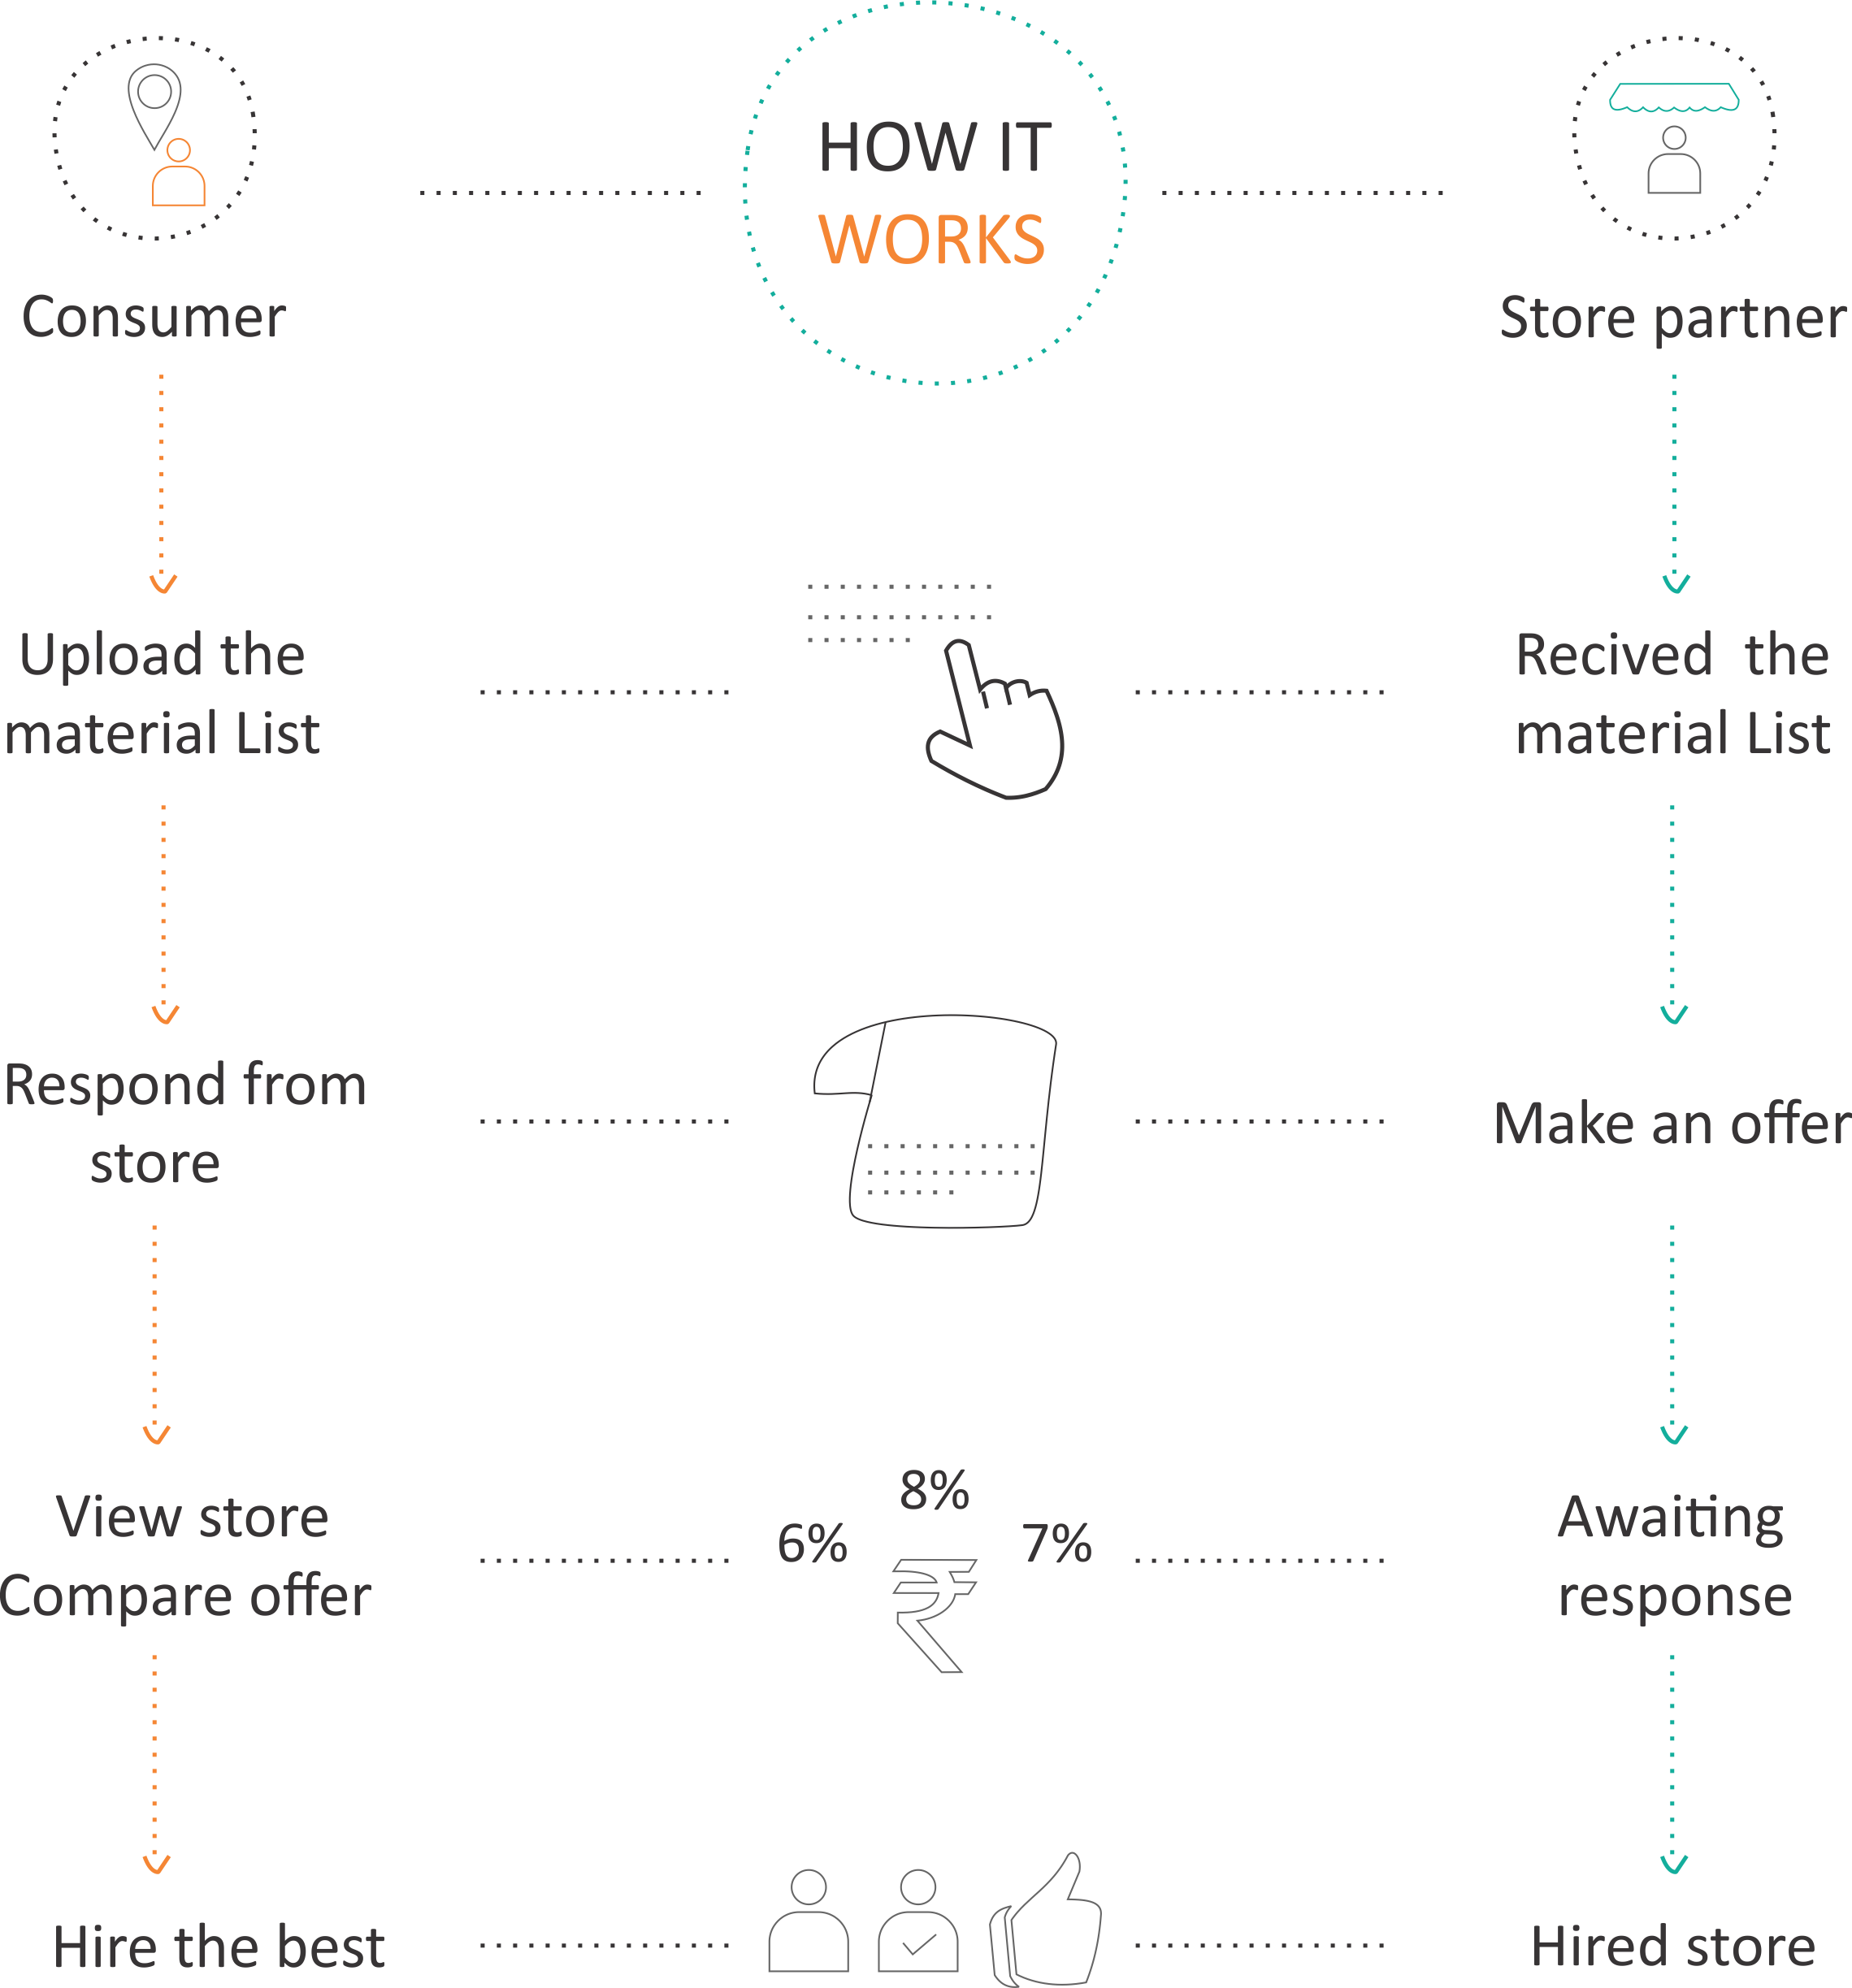 HOW IT
WORKS
Consumer
Store partner
Upload the
material List
Recived the
material List
Respond from
store
Make an offer
View store
Compare offer
8%
6%
7%
Awaiting
response
Hire the best
Hired store